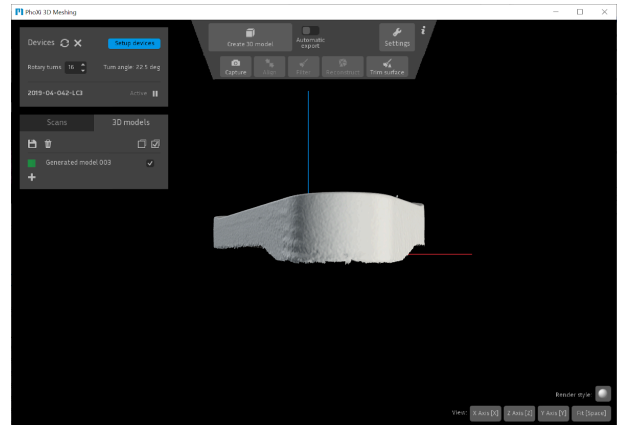 PhoXi 3D Meshing
Devices
Setup devices
Rotary turns: 16
Turn angle: 22.5 deg
2019-04-042-LC3
Active
Create 3D model
Automatic
export
Settings
i
Capture
Align
Filter
Reconstruct
Trim surface
Scans
3D models
Generated model 003
Render style:
View:
X Axis [X]
Z Axis [Z]
Y Axis [Y]
Fit [Space]